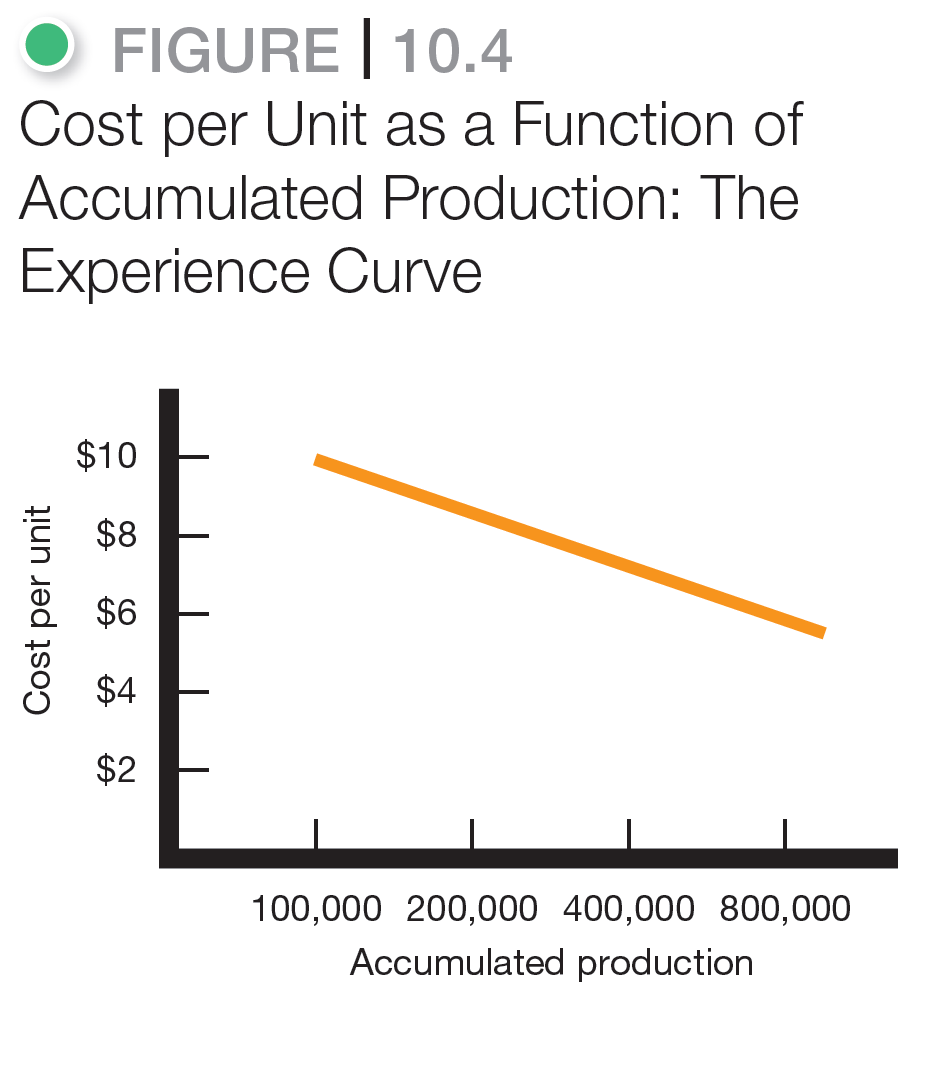 FIGURE | 10.4
Cost per Unit as a Function of
Accumulated Production: The
Experience Curve
$10
$8
$6
$4
$2
Cost per unit
100,000 200,000 400,000 800,000
Accumulated production